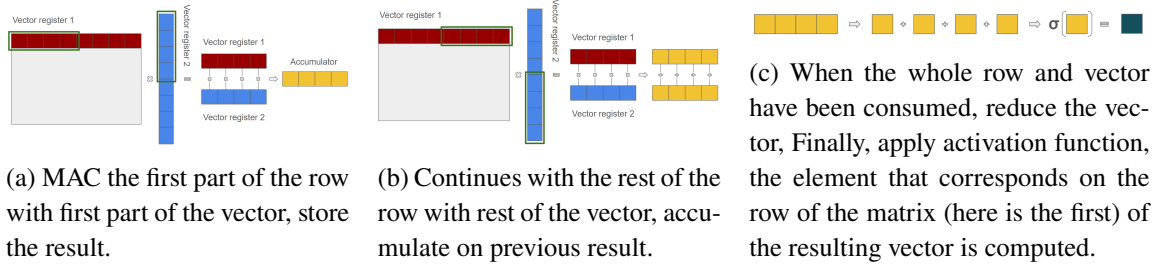 Vector register 1
Vector register 2
Vector register 1
Vector register 2
Accumulator
(a) MAC the first part of the row
with first part of the vector, store
the result.
Vector register 1
Vector register 2
Vector register 1
Vector register 2
(b) Continues with the rest of the
row with rest of the vector, accu-
mulate on previous result.
σ
=
(c) When the whole row and vector
have been consumed, reduce the vec-
tor, Finally, apply activation function,
the element that corresponds on the
row of the matrix (here is the first) of
the resulting vector is computed.